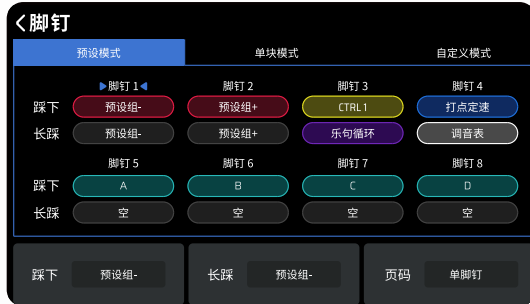 脚钉
预设模式 单块模式 自定义模式
脚钉 1 脚钉 2 脚钉 3 脚钉 4
踩下 预设组- 预设组+ CTRL 1 打点定速
长踩 预设组- 预设组+ 乐句循环 调音表
脚钉 5 脚钉 6 脚钉 7 脚钉 8
踩下 A B C D
长踩 空 空 空 空
踩下 预设组- 长踩 预设组- 页码 单脚钉